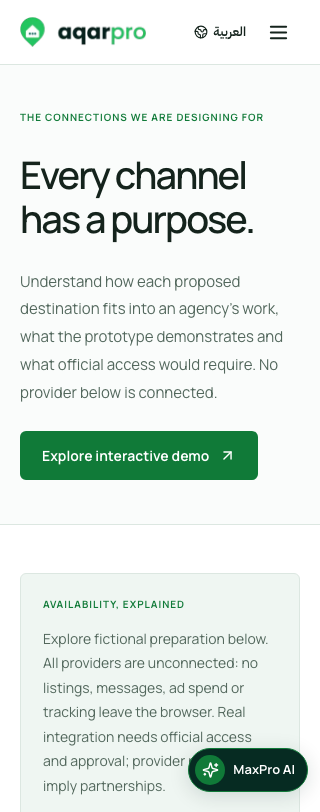 aqarpro
العربية
THE CONNECTIONS WE ARE DESIGNING FOR
Every channel
has a purpose.
Understand how each proposed
destination fits into an agency's work,
what the prototype demonstrates and
what official access would require. No
provider below is connected.
Explore interactive demo
AVAILABILITY, EXPLAINED
Explore fictional preparation below.
All providers are unconnected: no
listings, messages, ad spend or
tracking leave the browser. Real
integration needs official access
and approval; provider
imply partnerships.
MaxPro AI